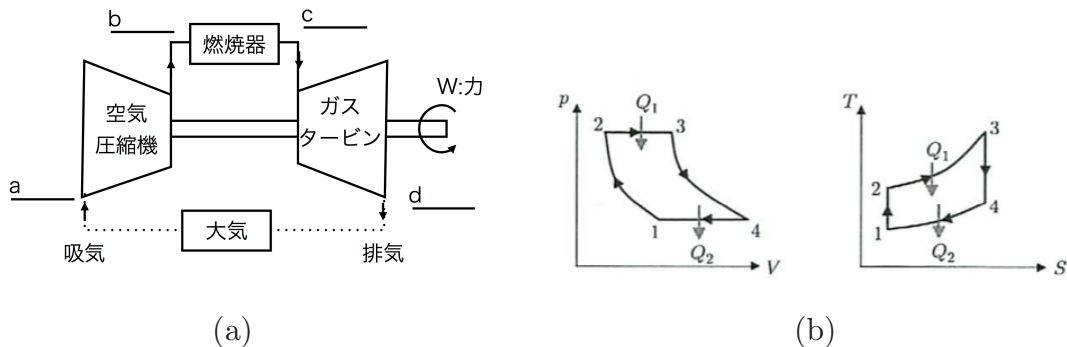 b
c
燃焼器
W:力
空気
圧縮機
ガス
タービン
a
d
大気
吸気
排気
(a)
p
Q₁
2
3
1
4
Q₂
V
T
3
Q₁
2
4
1
Q₂
S
(b)